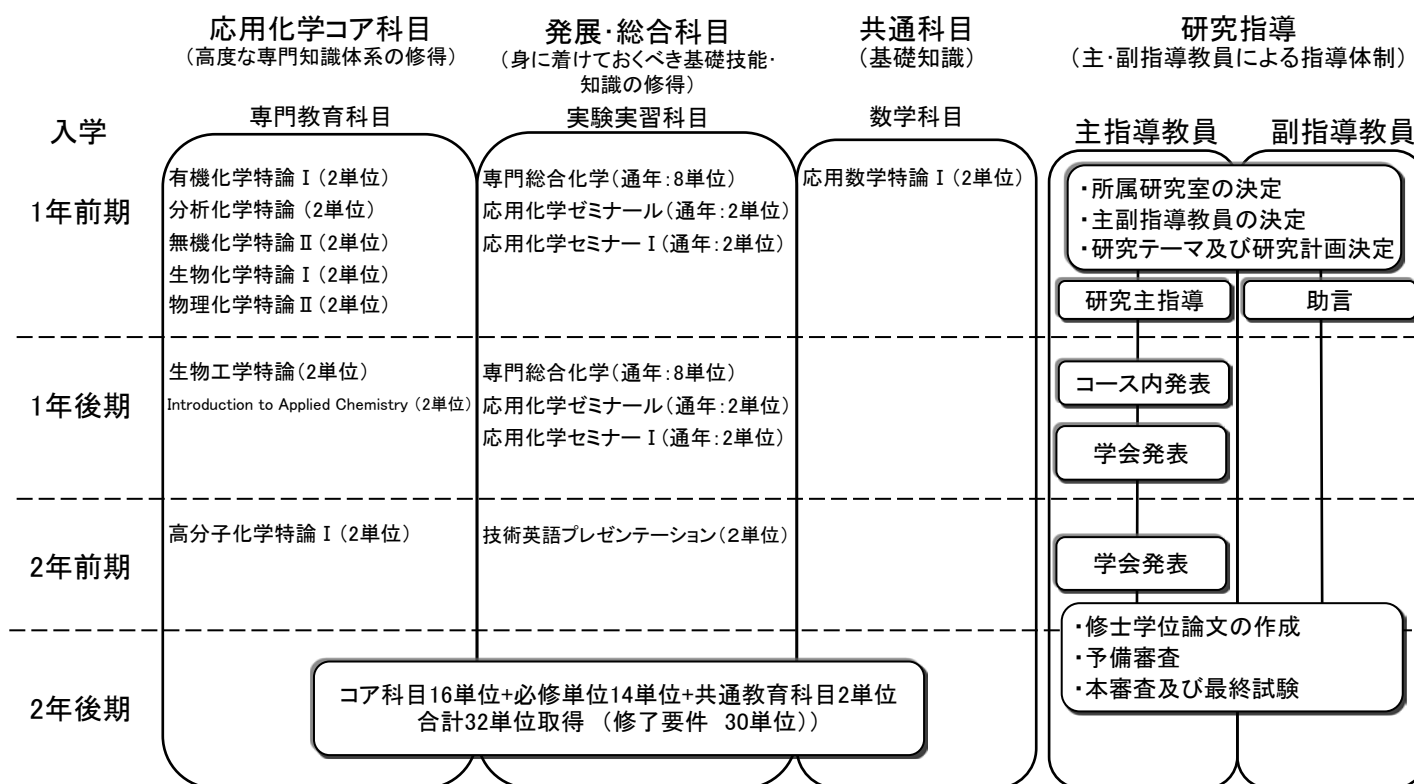 応用化学コア科目
(高度な専門知識体系の修得)
発展・総合科目
(身に着けておくべき基礎技能・
知識の修得)
共通科目
(基礎知識)
研究指導
(主・副指導教員による指導体制)
専門教育科目
実験実習科目
数学科目
主指導教員
副指導教員
入学
1年前期
有機化学特論Ⅰ(2単位)
分析化学特論(2単位)
無機化学特論Ⅱ(2単位)
生物化学特論Ⅰ(2単位)
物理化学特論Ⅱ(2単位)
専門総合化学(通年:8単位)
応用化学ゼミナール(通年:2単位)
応用化学セミナーⅠ(通年:2単位)
応用数学特論Ⅰ(2単位)
・所属研究室の決定
・主副指導教員の決定
・研究テーマ及び研究計画決定
研究主指導
助言
1年後期
生物工学特論(2単位)
Introduction to Applied Chemistry (2単位)
専門総合化学(通年:8単位)
応用化学ゼミナール(通年:2単位)
応用化学セミナーⅠ(通年:2単位)
コース内発表
学会発表
2年前期
高分子化学特論Ⅰ(2単位)
技術英語プレゼンテーション(2単位)
学会発表
2年後期
コア科目16単位+必修単位14単位+共通教育科目2単位
合計32単位取得 (修了要件 30単位))
・修士学位論文の作成
・予備審査
・本審査及び最終試験